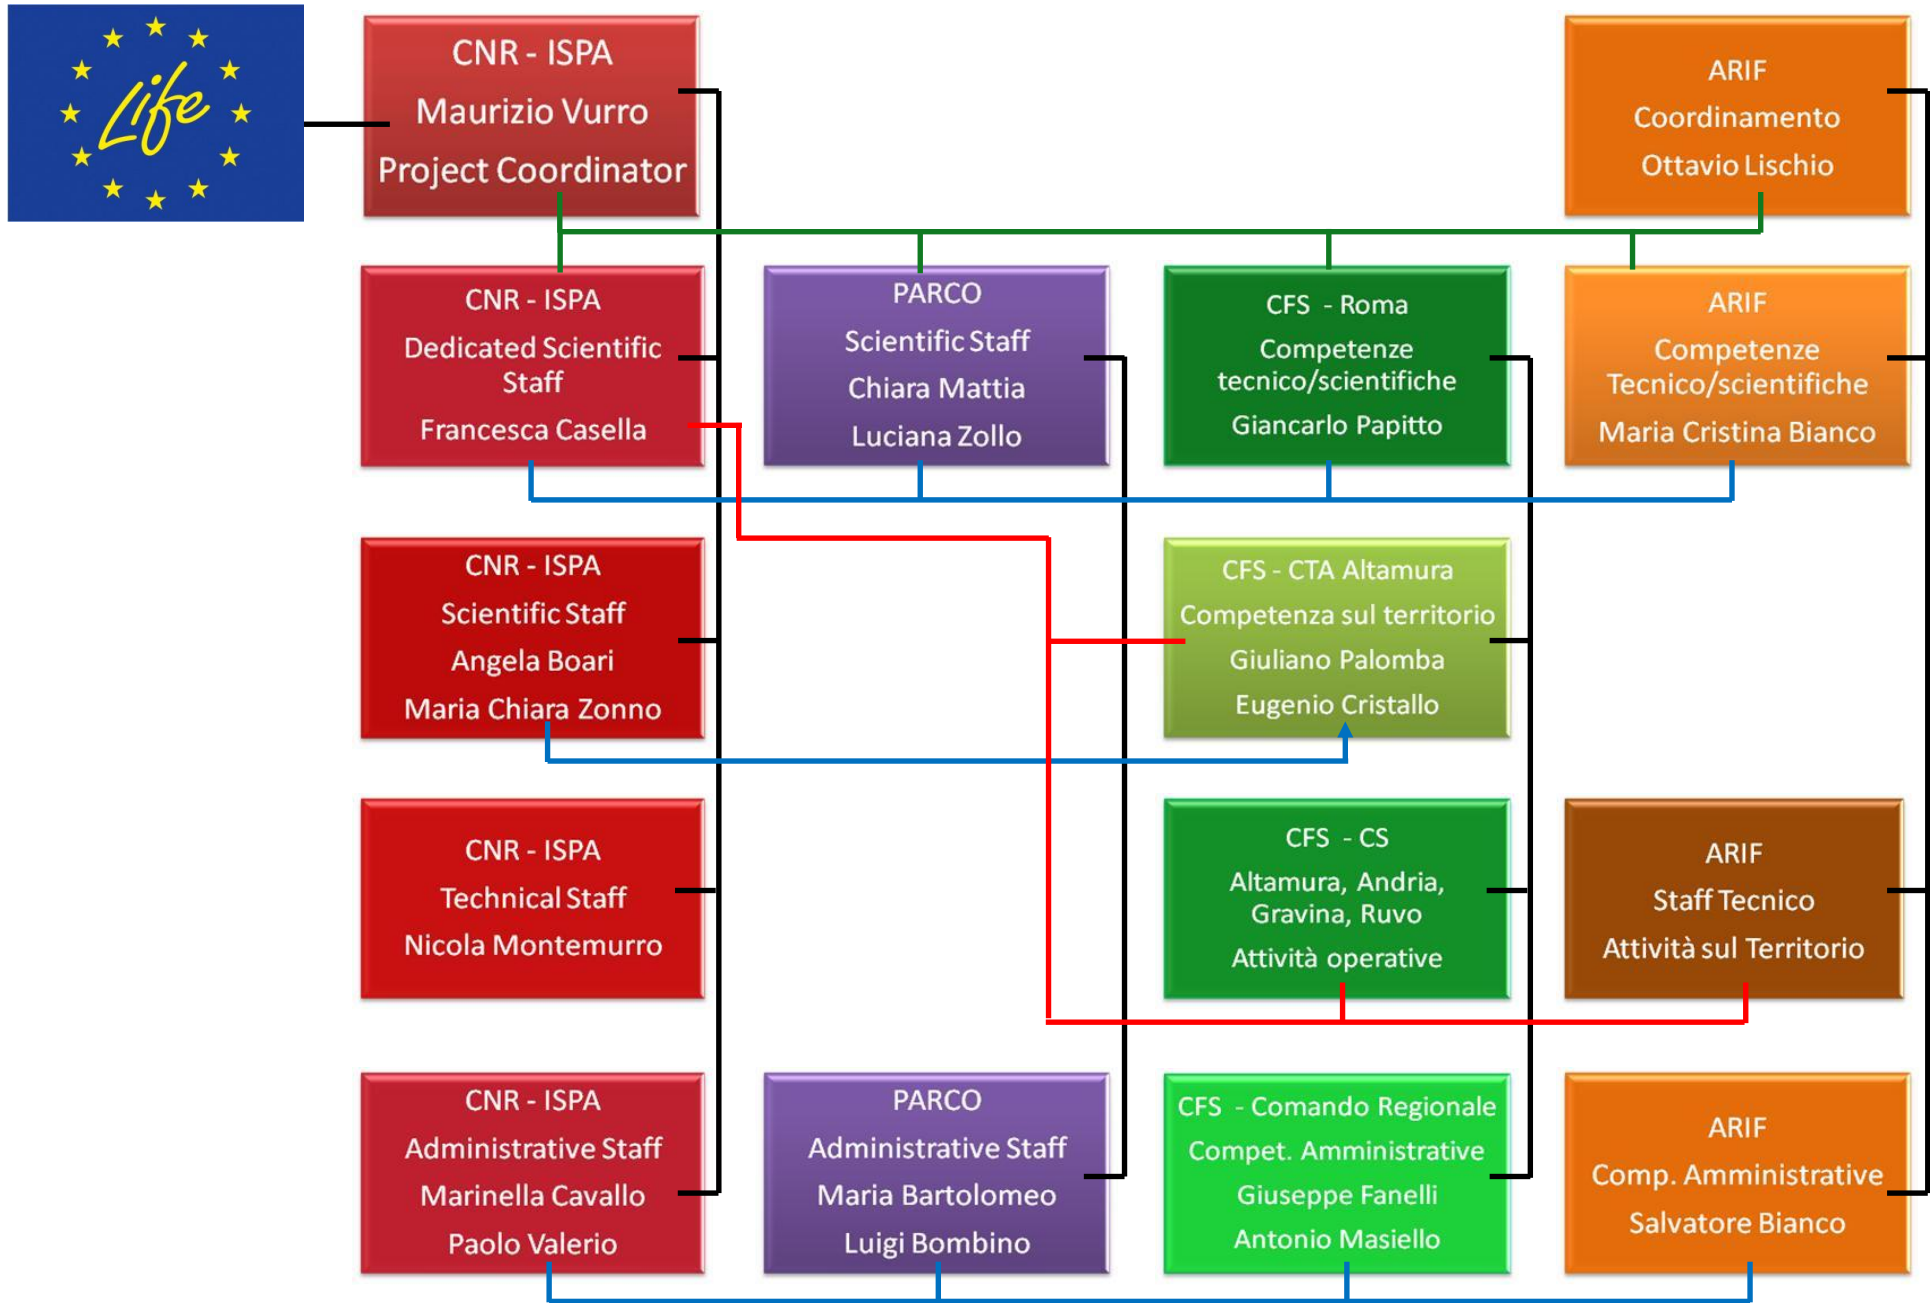 Life
CNR - ISPA
Maurizio Vurro
Project Coordinator
ARIF
Coordinamento
Ottavio Lischio
CNR - ISPA
Dedicated Scientific
Staff
Francesca Casella
PARCO
Scientific Staff
Chiara Mattia
Luciana Zollo
CFS - Roma
Competenze
tecnico/scientifiche
Giancarlo Papitto
ARIF
Competenze
Tecnico/scientifiche
Maria Cristina Bianco
CNR - ISPA
Scientific Staff
Angela Boari
Maria Chiara Zonno
CFS - CTA Altamura
Competenza sul territorio
Giuliano Palomba
Eugenio Cristallo
CNR - ISPA
Technical Staff
Nicola Montemurro
CFS - CS
Altamura, Andria,
Gravina, Ruvo
Attività operative
ARIF
Staff Tecnico
Attività sul Territorio
CNR - ISPA
Administrative Staff
Marinella Cavallo
Paolo Valerio
PARCO
Administrative Staff
Maria Bartolomeo
Luigi Bombino
CFS - Comando Regionale
Compet. Amministrative
Giuseppe Fanelli
Antonio Masiello
ARIF
Comp. Amministrative
Salvatore Bianco